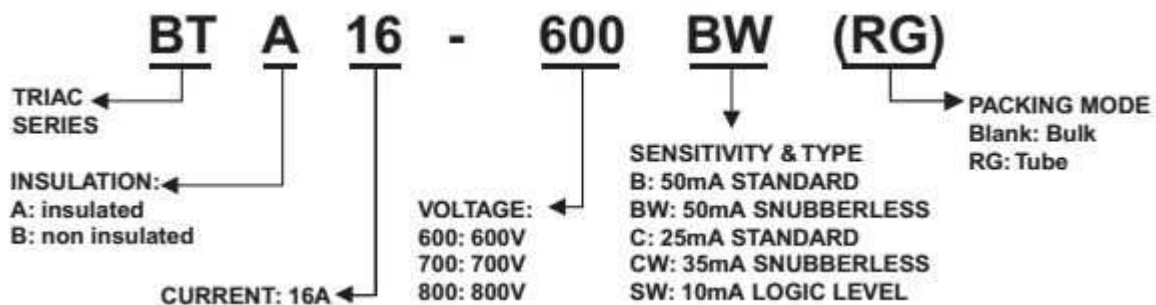 BT A 16 - 600 BW (RG)
TRIAC
SERIES
INSULATION:
A: insulated
B: non insulated
CURRENT: 16A
VOLTAGE:
600: 600V
700: 700V
800: 800V
SENSITIVITY & TYPE
B: 50mA STANDARD
BW: 50mA SNUBBERLESS
C: 25mA STANDARD
CW: 35mA SNUBBERLESS
SW: 10mA LOGIC LEVEL
PACKING MODE
Blank: Bulk
RG: Tube